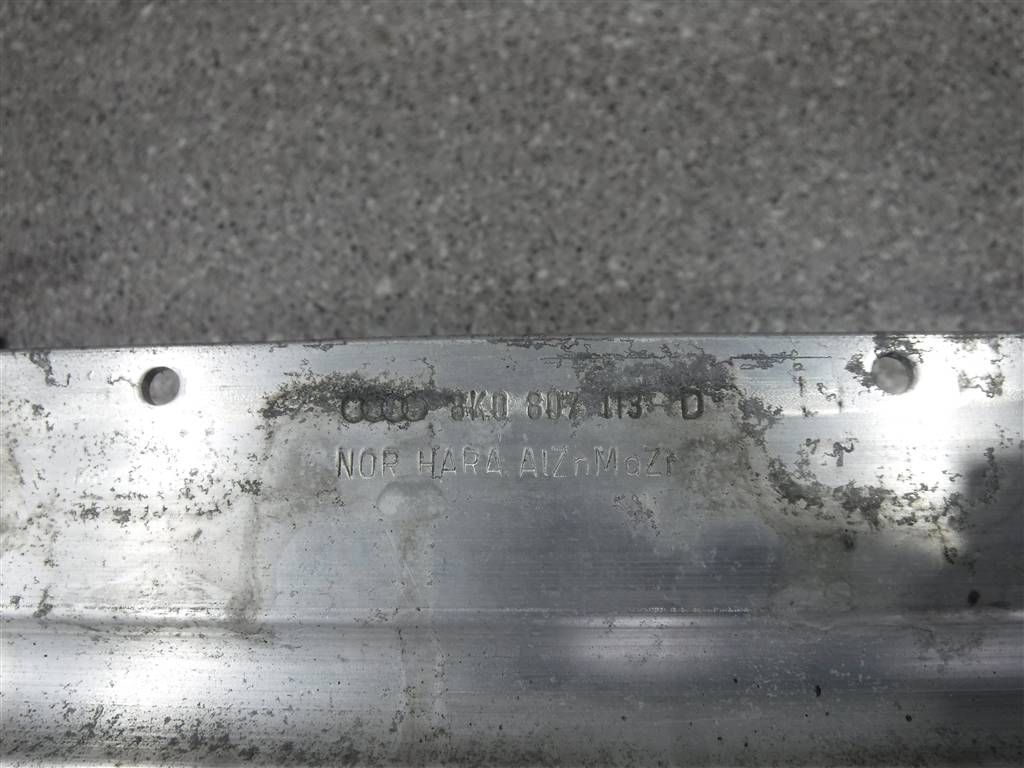 8K0 807 113 D
NOR HARA AlZnMgZr